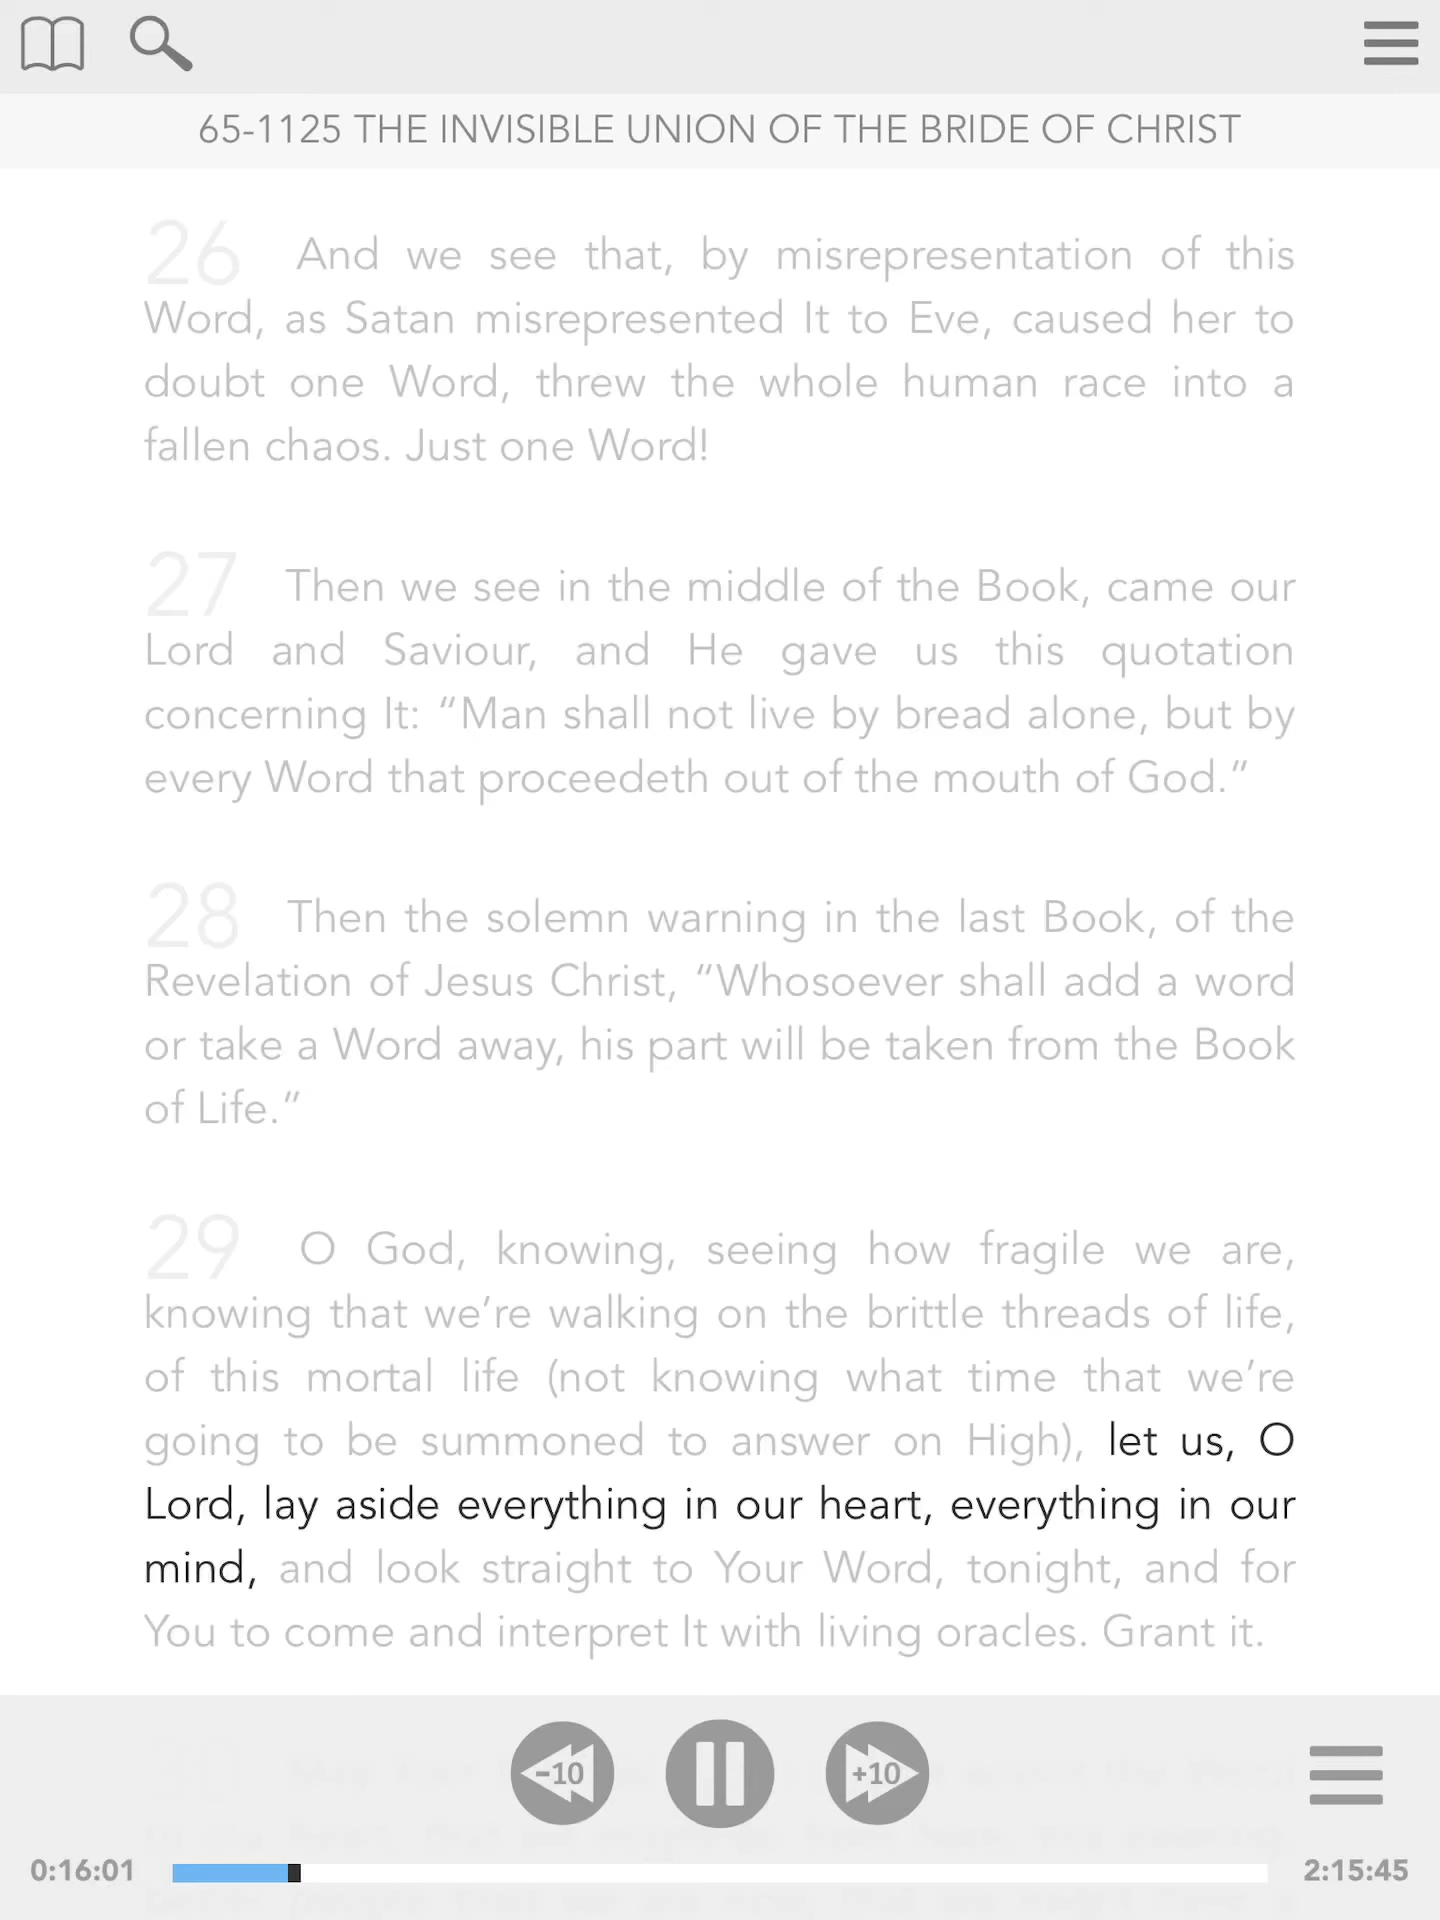 65-1125 THE INVISIBLE UNION OF THE BRIDE OF CHRIST
26 And we see that, by misrepresentation of this
Word, as Satan misrepresented It to Eve, caused her to
doubt one Word, threw the whole human race into a
fallen chaos. Just one Word!
27 Then we see in the middle of the Book, came our
Lord and Saviour, and He gave us this quotation
concerning It: “Man shall not live by bread alone, but by
every Word that proceedeth out of the mouth of God.”
28 Then the solemn warning in the last Book, of the
Revelation of Jesus Christ, “Whosoever shall add a word
or take a Word away, his part will be taken from the Book
of Life.”
29 O God, knowing, seeing how fragile we are,
knowing that we’re walking on the brittle threads of life,
of this mortal life (not knowing what time that we’re
going to be summoned to answer on High), let us, O
Lord, lay aside everything in our heart, everything in our
mind, and look straight to Your Word, tonight, and for
You to come and interpret It with living oracles. Grant it.
-10 +10
0:16:01 2:15:45